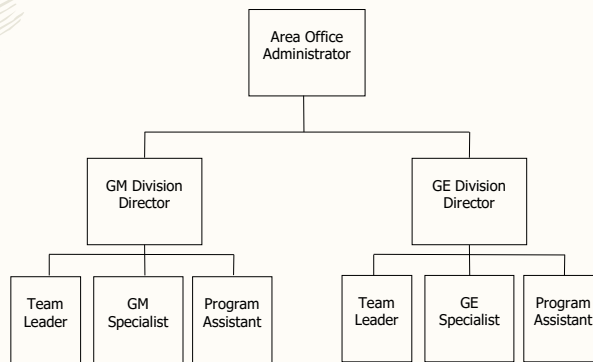 Area Office
Administrator
GM Division
Director
GE Division
Director
Team
Leader
GM
Specialist
Program
Assistant
Team
Leader
GE
Specialist
Program
Assistant